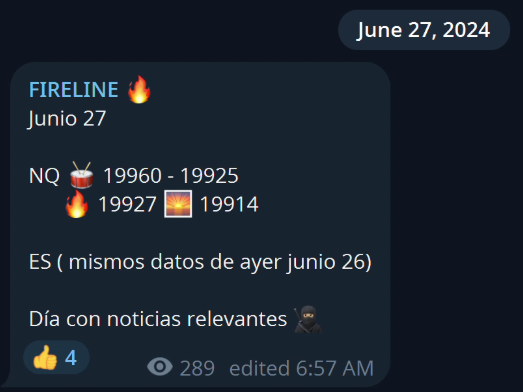 June 27, 2024
FIRELINE 🔥
Junio 27
NQ 🥁 19960 - 19925
🔥 19927 🌅 19914
ES ( mismos datos de ayer junio 26)
Día con noticias relevantes 🥷
👍 4
289 edited 6:57 AM